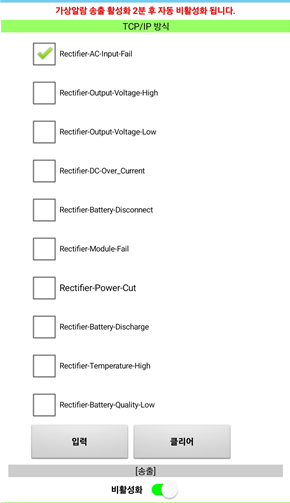 가상알람 송출 활성화 2분 후 자동 비활성화 됩니다.
TCP/IP 방식
Rectifier-AC-Input-Fail
Rectifier-Output-Voltage-High
Rectifier-Output-Voltage-Low
Rectifier-DC-Over_Current
Rectifier-Battery-Disconnect
Rectifier-Module-Fail
Rectifier-Power-Cut
Rectifier-Battery-Discharge
Rectifier-Temperature-High
Rectifier-Battery-Quality-Low
입력 클리어
[송출]
비활성화